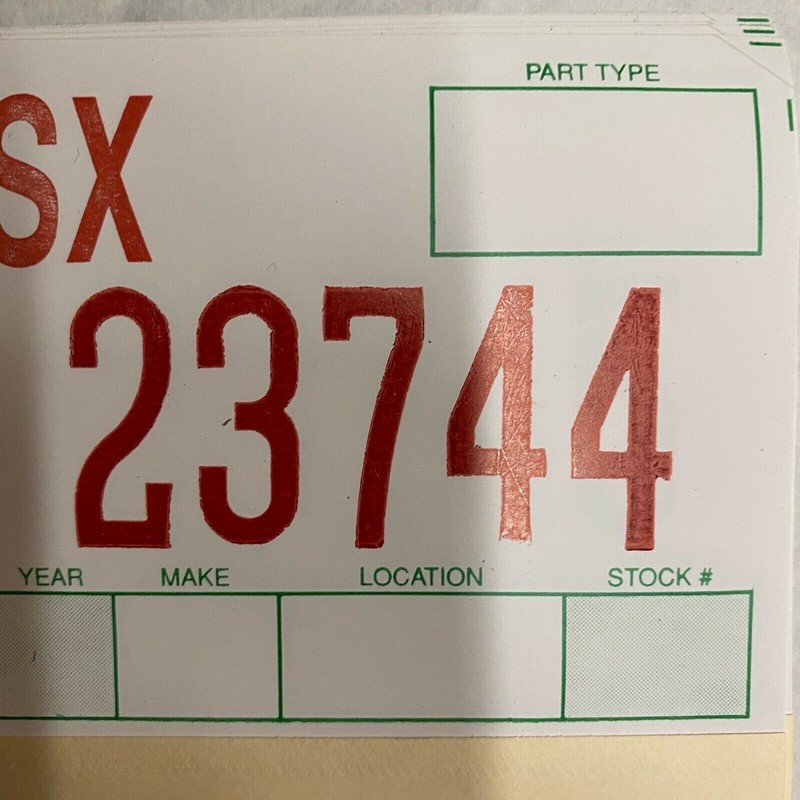 PART TYPE
SX
23744
YEAR MAKE LOCATION STOCK #